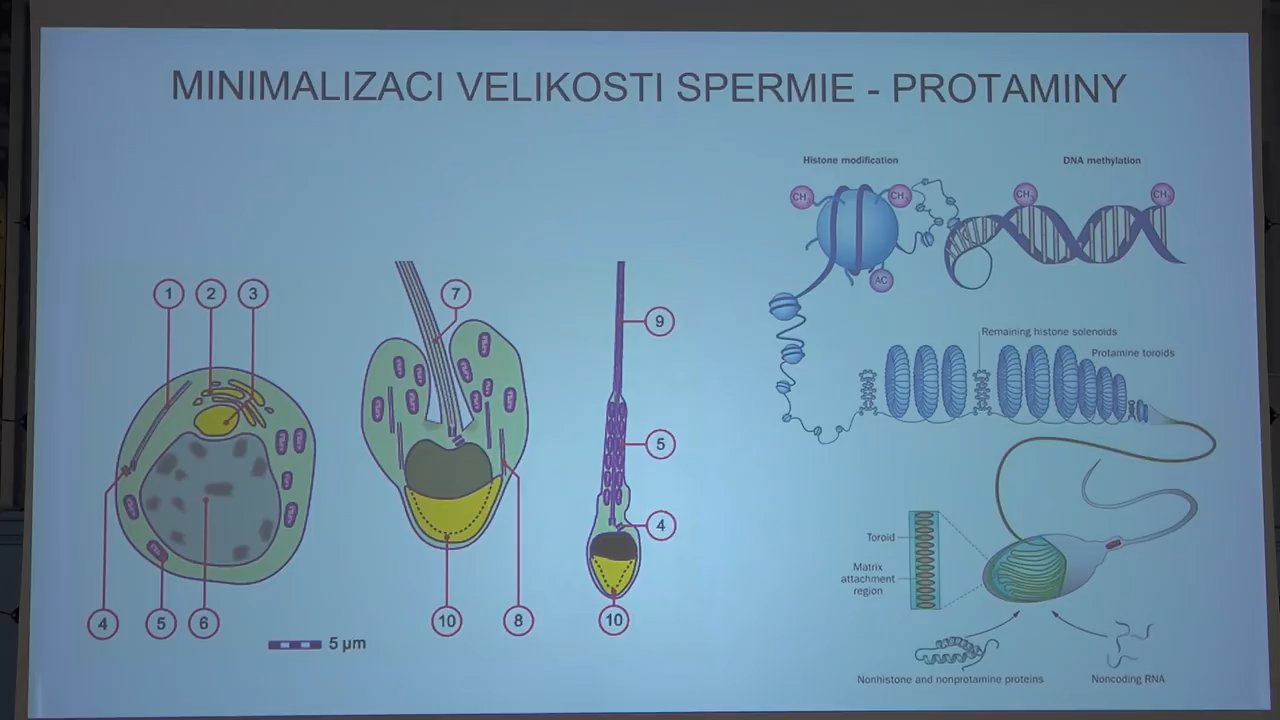 MINIMALIZACI VELIKOSTI SPERMIE - PROTAMINY
Histone modification
DNA methylation
CH
CH
CH
CH
AC
1
2
3
7
9
Remaining histone solenoids
Protamine toroids
5
4
Toroid
Matrix
attachment
region
4
5
6
10
8
10
5 µm
Nonhistone and nonprotamine proteins
Noncoding RNA